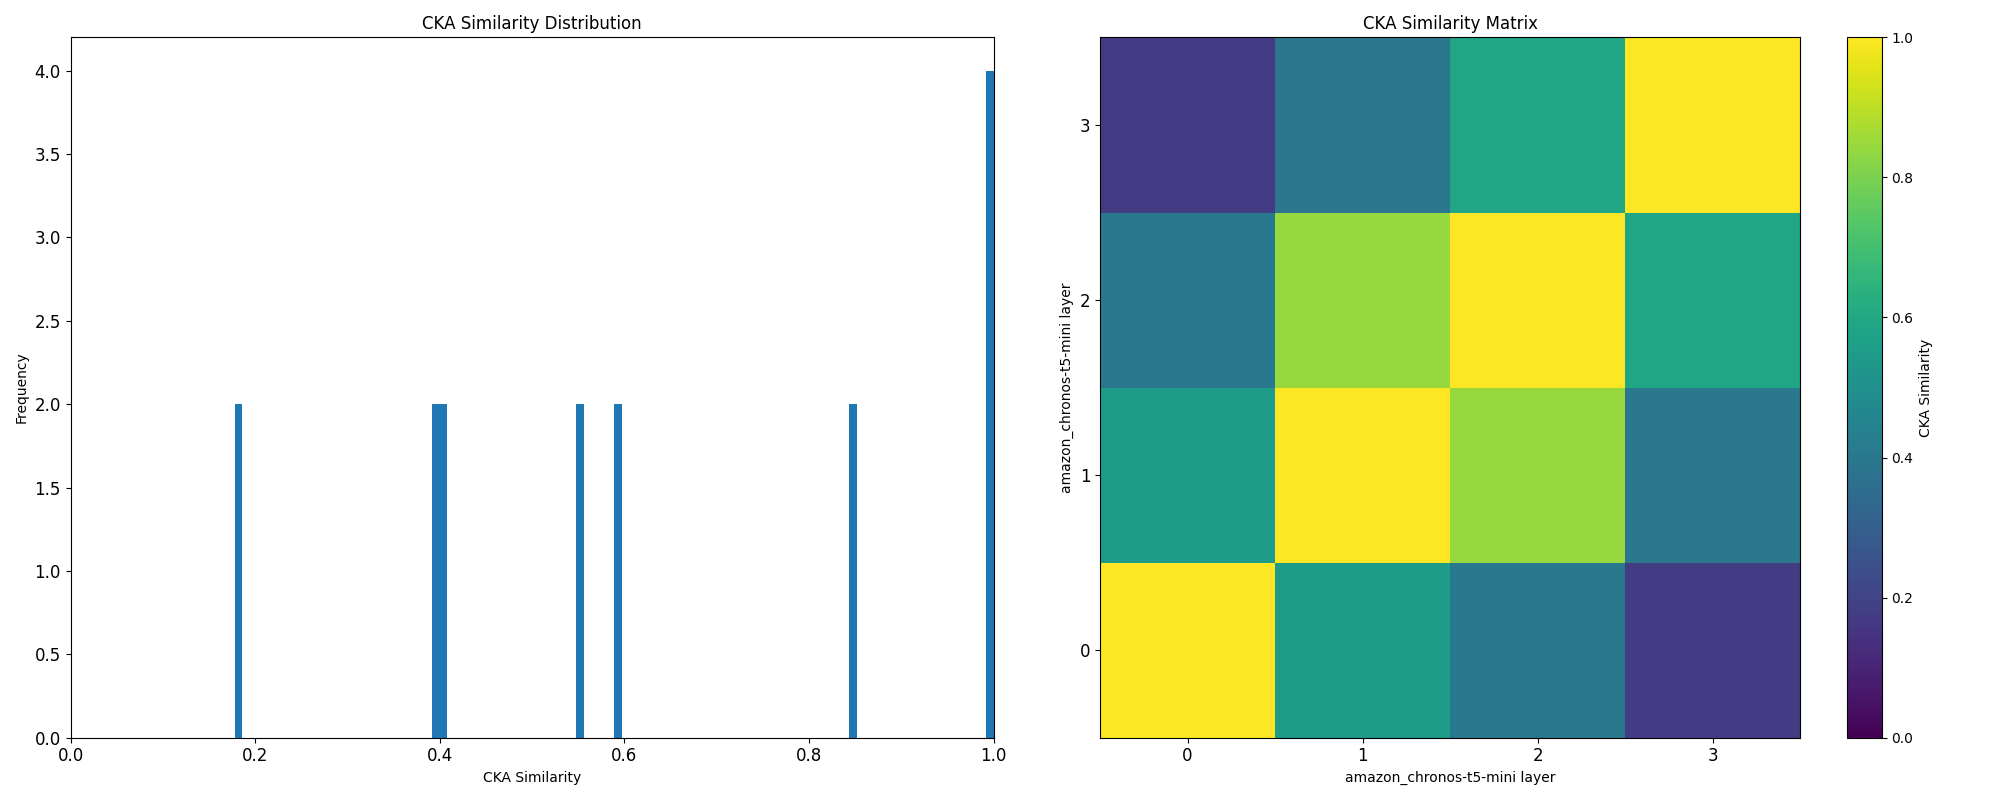 CKA Similarity Distribution
4.0
3.5
3.0
2.5
2.0
1.5
1.0
0.5
0.0
Frequency
0.0 0.2 0.4 0.6 0.8 1.0
CKA Similarity
CKA Similarity Matrix
3
2
1
0
amazon_chronos-t5-mini layer
0 1 2 3
amazon_chronos-t5-mini layer
1.0
0.8
0.6
0.4
0.2
0.0
CKA Similarity